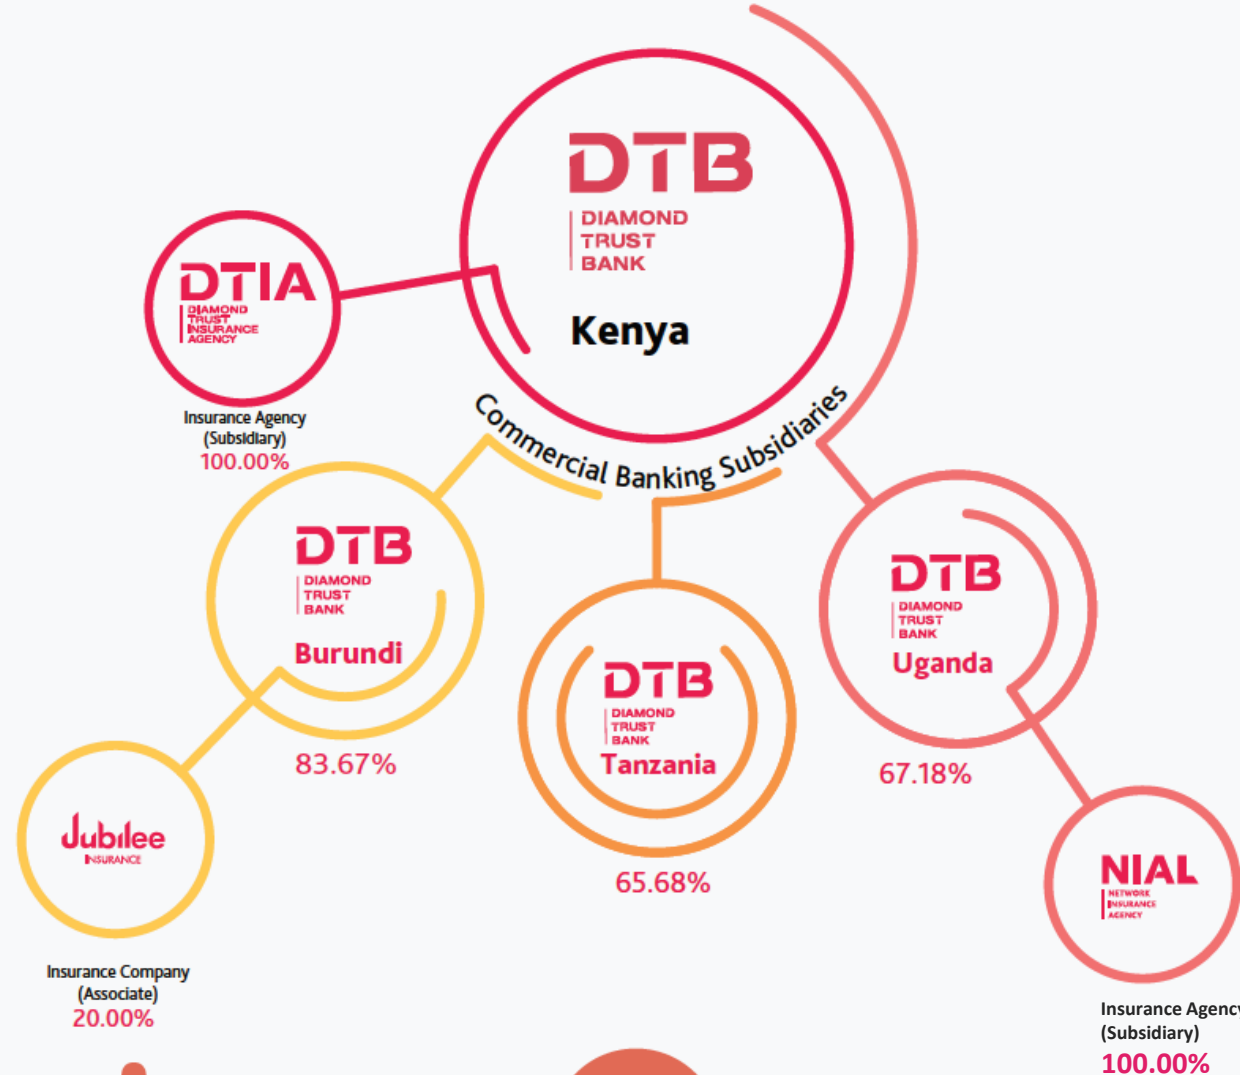 DTB
DIAMOND
TRUST
BANK
Kenya
DTIA
DIAMOND
TRUST
INSURANCE
AGENCY
Insurance Agency
(Subsidiary)
100.00%
Commercial Banking Subsidiaries
DTB
DIAMOND
TRUST
BANK
Burundi
83.67%
DTB
DIAMOND
TRUST
BANK
Tanzania
65.68%
DTB
DIAMOND
TRUST
BANK
Uganda
67.18%
Jubilee
INSURANCE
Insurance Company
(Associate)
20.00%
NIAL
NETWORK
INSURANCE
AGENCY
Insurance Agency
(Subsidiary)
100.00%